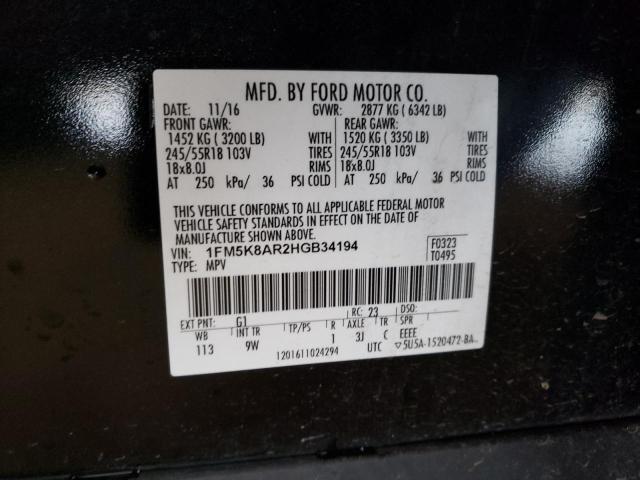 MFD. BY FORD MOTOR CO.
DATE: 11/16 GVWR: 2877 KG ( 6342 LB)
FRONT GAWR: REAR GAWR:
1452 KG ( 3200 LB) WITH 1520 KG ( 3350 LB) WITH
245/55R18 103V TIRES 245/55R18 103V TIRES
18x8.0J RIMS 18x8.0J RIMS
AT 250 kPa/ 36 PSI COLD AT 250 kPa/ 36 PSI COLD
THIS VEHICLE CONFORMS TO ALL APPLICABLE FEDERAL MOTOR
VEHICLE SAFETY STANDARDS IN EFFECT ON THE DATE OF
MANUFACTURE SHOWN ABOVE.
VIN: 1FM5K8AR2HGB34194 F0323
TYPE: MPV T0495
EXT PNT: G1 RC: 23 DSO:
WB INT TR TP/PS R AXLE TR SPR
113 9W 1 3J C EEEE
1201611024294 UTC ▽5U5A-1520472-BA